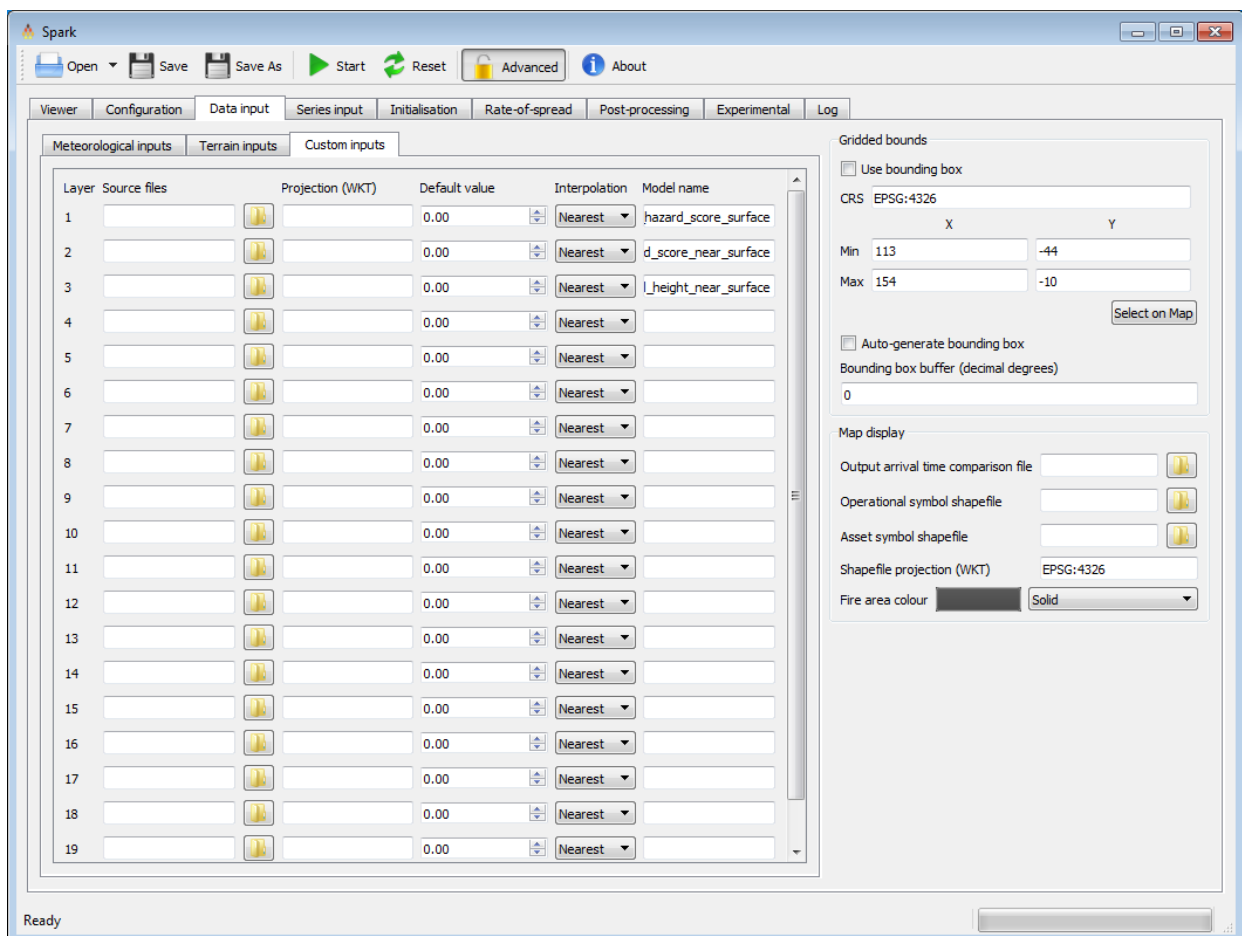 Spark
Open Save Save As Start Reset Advanced About
Viewer Configuration Data input Series input Initialisation Rate-of-spread Post-processing Experimental Log
Meteorological inputs Terrain inputs Custom inputs
Layer Source files Projection (WKT) Default value Interpolation Model name
1 0.00 Nearest hazard_score_surface
2 0.00 Nearest d_score_near_surface
3 0.00 Nearest l_height_near_surface
4 0.00 Nearest
5 0.00 Nearest
6 0.00 Nearest
7 0.00 Nearest
8 0.00 Nearest
9 0.00 Nearest
10 0.00 Nearest
11 0.00 Nearest
12 0.00 Nearest
13 0.00 Nearest
14 0.00 Nearest
15 0.00 Nearest
16 0.00 Nearest
17 0.00 Nearest
18 0.00 Nearest
19 0.00 Nearest
Gridded bounds
Use bounding box
CRS EPSG:4326
X Y
Min 113 -44
Max 154 -10
Select on Map
Auto-generate bounding box
Bounding box buffer (decimal degrees)
0
Map display
Output arrival time comparison file
Operational symbol shapefile
Asset symbol shapefile
Shapefile projection (WKT) EPSG:4326
Fire area colour Solid
Ready